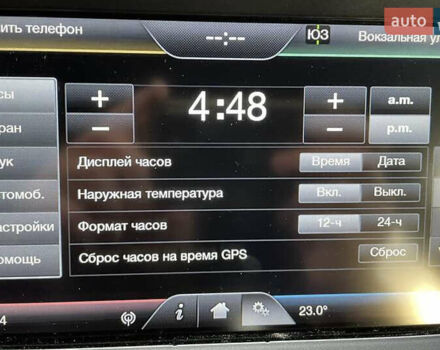 ить телефон
--:--
ЮЗ
Вокзальная ул
auto
сы
+
4:48
+
a.m.
ран
−
−
p.m.
ук
Дисплей часов
Время
Дата
томоб.
Наружная температура
Вкл.
Выкл.
астройки
Формат часов
12-ч
24-ч
омощь
Сброс часов на время GPS
Сброс
4
i
23.0°